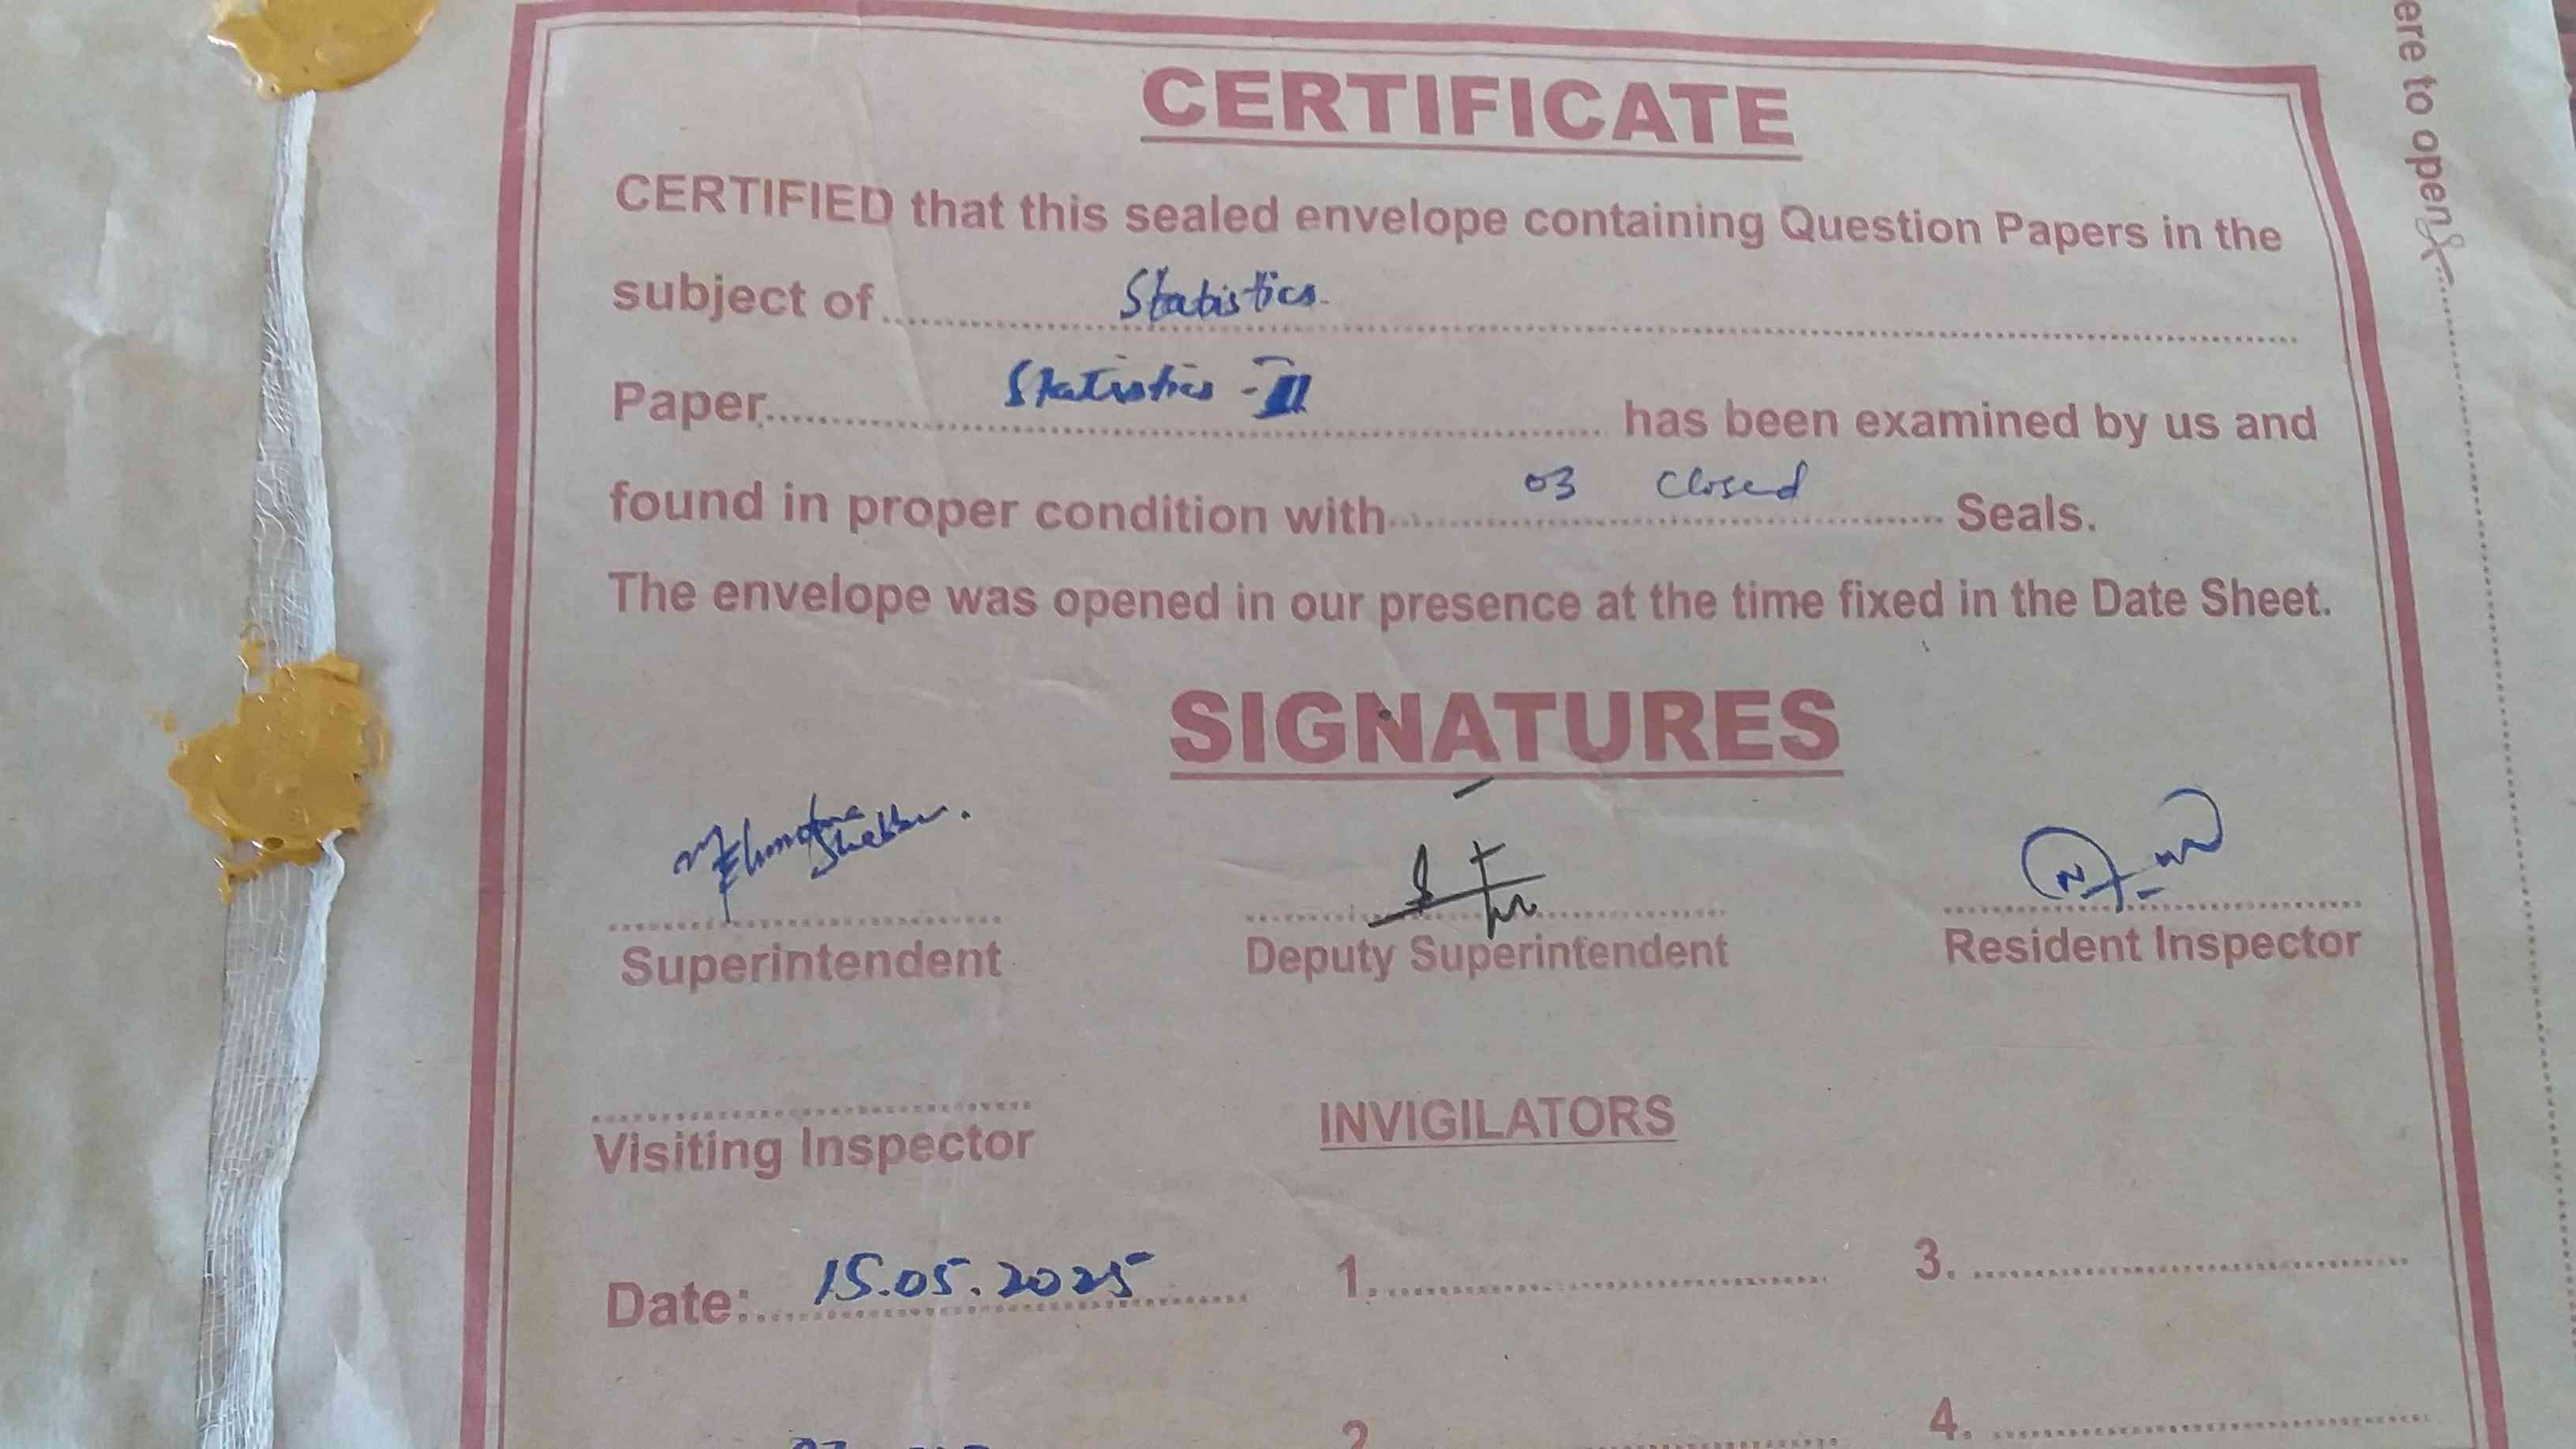 ere to open
CERTIFICATE
CERTIFIED that this sealed envelope containing Question Papers in the
subject of Statistics.
Paper Statistics - II has been examined by us and
found in proper condition with 03 closed Seals.
The envelope was opened in our presence at the time fixed in the Date Sheet.
SIGNATURES
Superintendent Deputy Superintendent Resident Inspector
Visiting Inspector INVIGILATORS
Date: 15.05.2025 1. 3.
2 4.